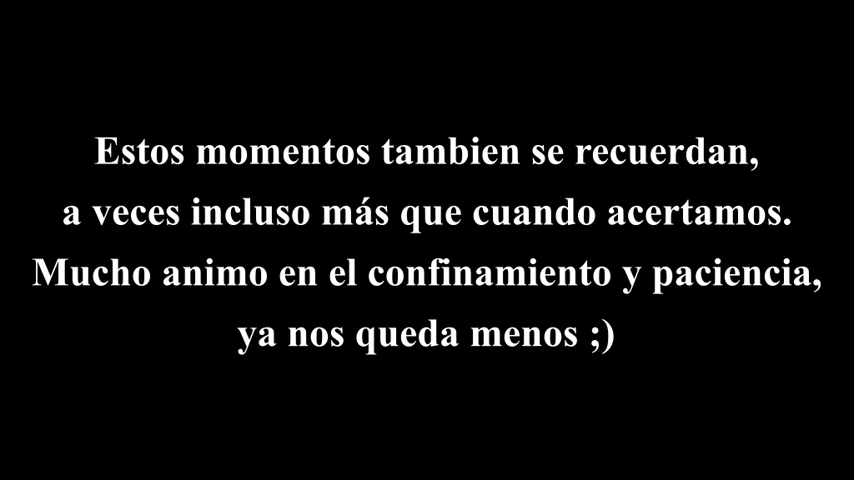 Estos momentos tambien se recuerdan,
a veces incluso más que cuando acertamos.
Mucho animo en el confinamiento y paciencia,
ya nos queda menos ;)